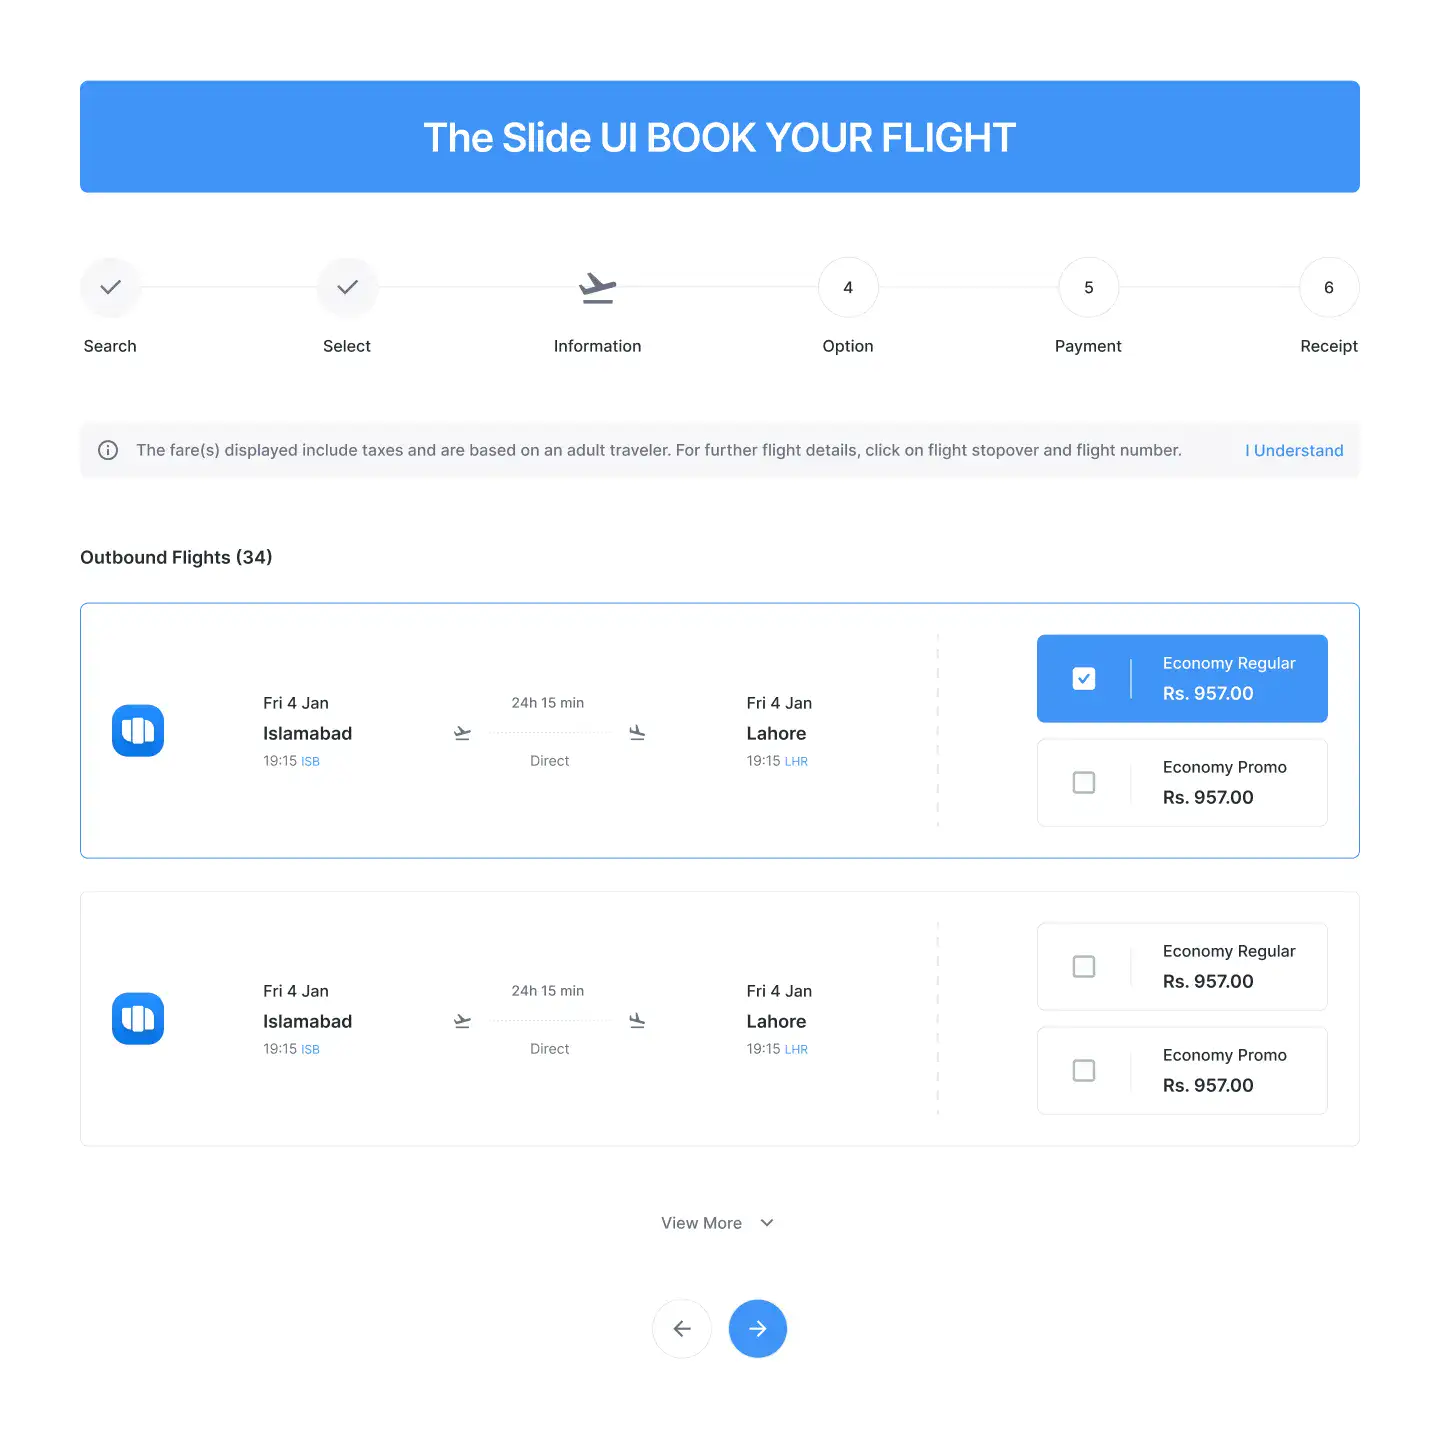 The Slide UI BOOK YOUR FLIGHT
4
5
6
Search
Select
Information
Option
Payment
Receipt
The fare(s) displayed include taxes and are based on an adult traveler. For further flight details, click on flight stopover and flight number.
I Understand
Outbound Flights (34)
Fri 4 Jan
Islamabad
19:15 ISB
24h 15 min
Direct
Fri 4 Jan
Lahore
19:15 LHR
Economy Regular
Rs. 957.00
Economy Promo
Rs. 957.00
Fri 4 Jan
Islamabad
19:15 ISB
24h 15 min
Direct
Fri 4 Jan
Lahore
19:15 LHR
Economy Regular
Rs. 957.00
Economy Promo
Rs. 957.00
View More